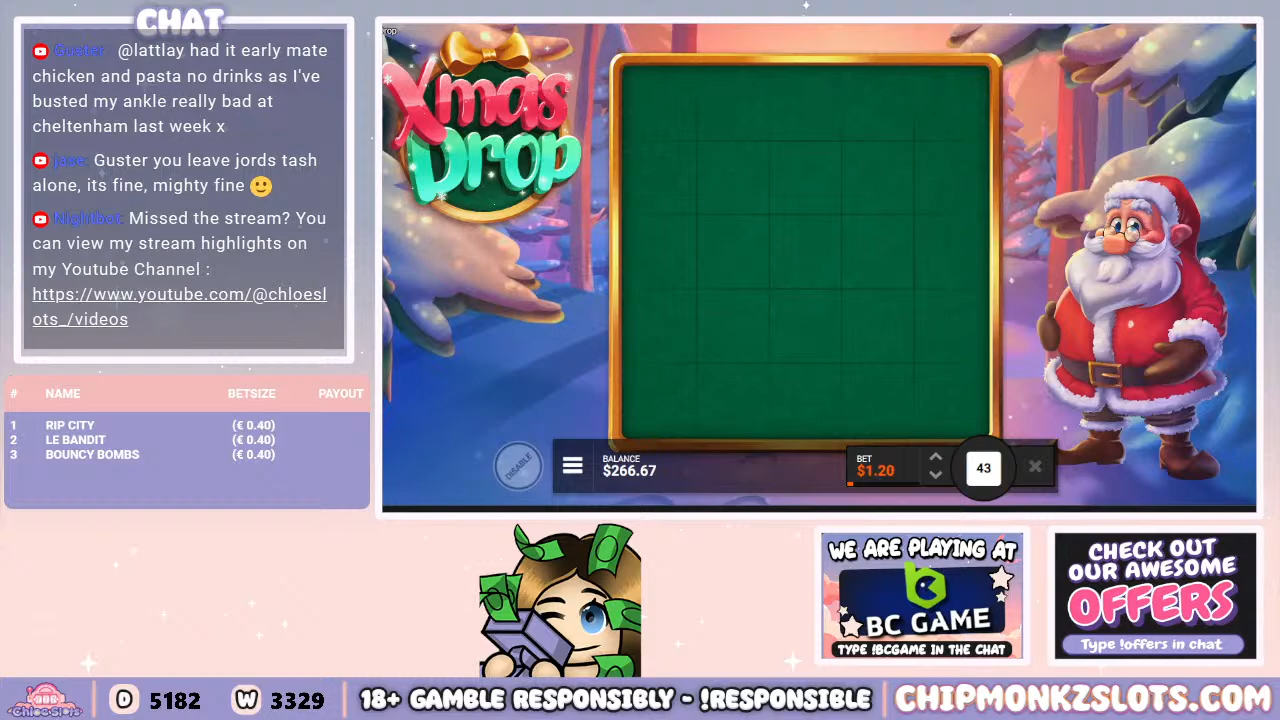 CHAT
Guster: @lattlay had it early mate
chicken and pasta no drinks as I've
busted my ankle really bad at
cheltenham last week x
jase: Guster you leave jords tash
alone, its fine, mighty fine 🙂
Nightbot: Missed the stream? You
can view my stream highlights on
my Youtube Channel :
https://www.youtube.com/@chloesl
ots_/videos
# NAME BETSIZE PAYOUT
1 RIP CITY (€ 0.40)
2 LE BANDIT (€ 0.40)
3 BOUNCY BOMBS (€ 0.40)
rop
Xmas
Drop
DISABLE
BALANCE
$266.67
BET
$1.20
43
WE ARE PLAYING AT
BC GAME
TYPE !BCGAME IN THE CHAT
CHECK OUT
OUR AWESOME
OFFERS
Type !offers in chat
ChloeSlots
D 5182 W 3329
18+ GAMBLE RESPONSIBLY - !RESPONSIBLE
CHIPMONKZSLOTS.COM